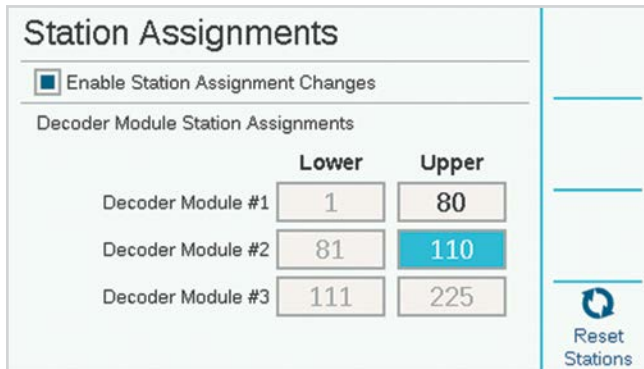 Station Assignments
Enable Station Assignment Changes
Decoder Module Station Assignments
Lower Upper
Decoder Module #1 1 80
Decoder Module #2 81 110
Decoder Module #3 111 225
Reset
Stations